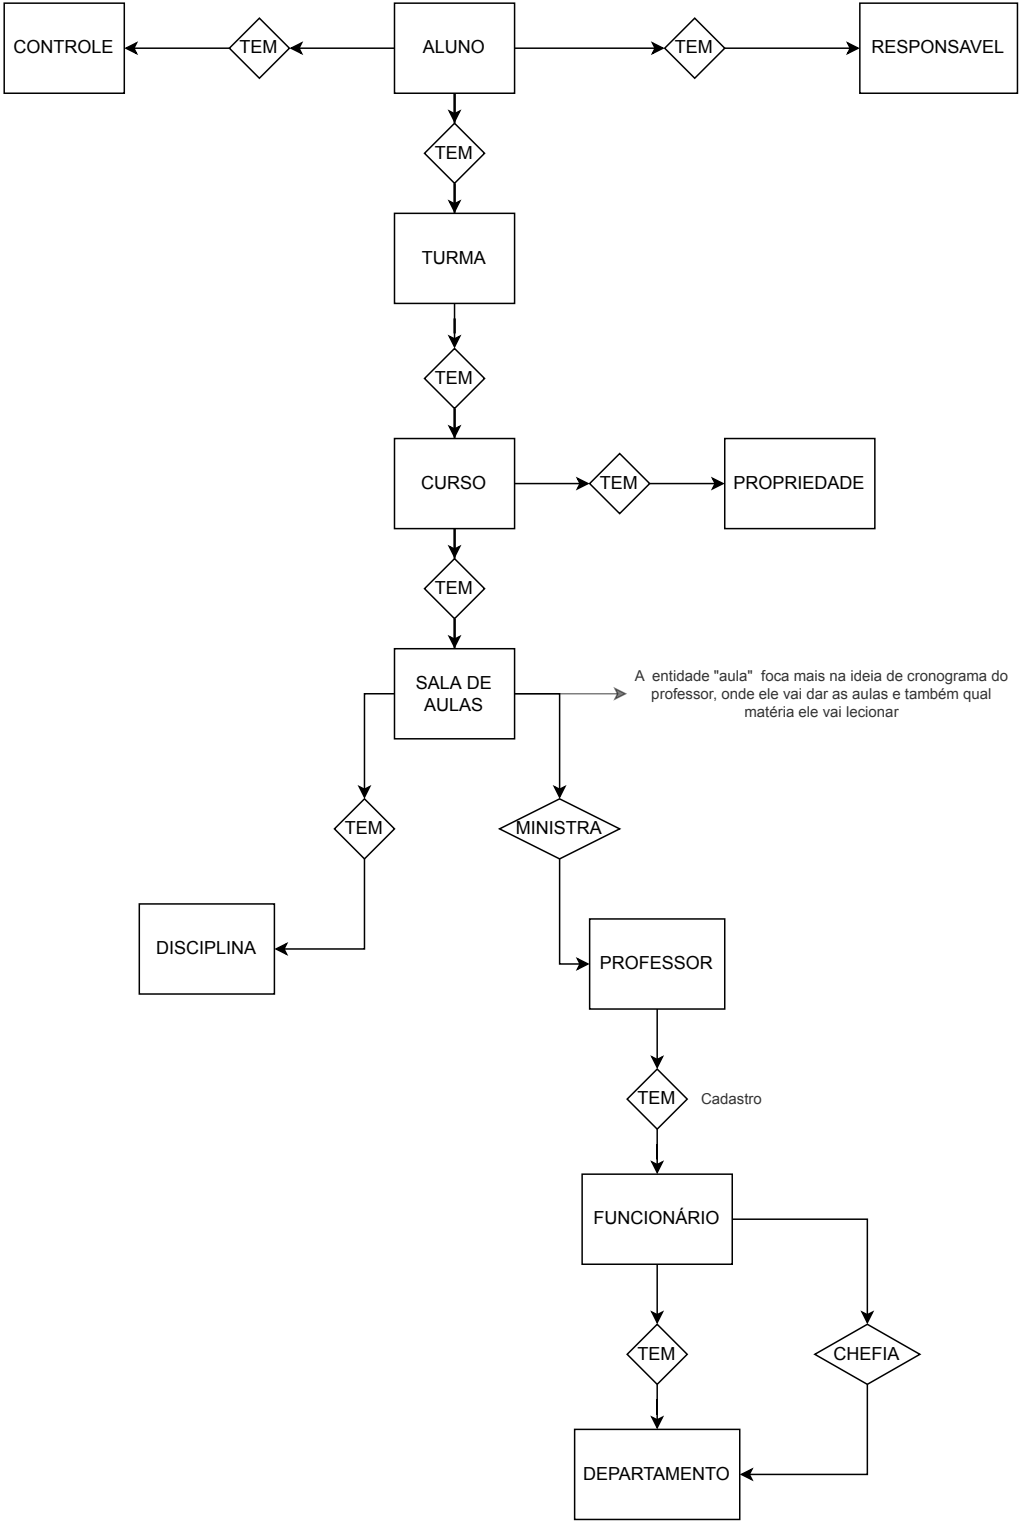 CONTROLE
TEM
ALUNO
TEM
RESPONSAVEL
TEM
TURMA
TEM
CURSO
TEM
PROPRIEDADE
TEM
SALA DE
AULAS
A entidade "aula" foca mais na ideia de cronograma do
professor, onde ele vai dar as aulas e também qual
matéria ele vai lecionar
TEM
MINISTRA
DISCIPLINA
PROFESSOR
TEM
Cadastro
FUNCIONÁRIO
TEM
CHEFIA
DEPARTAMENTO